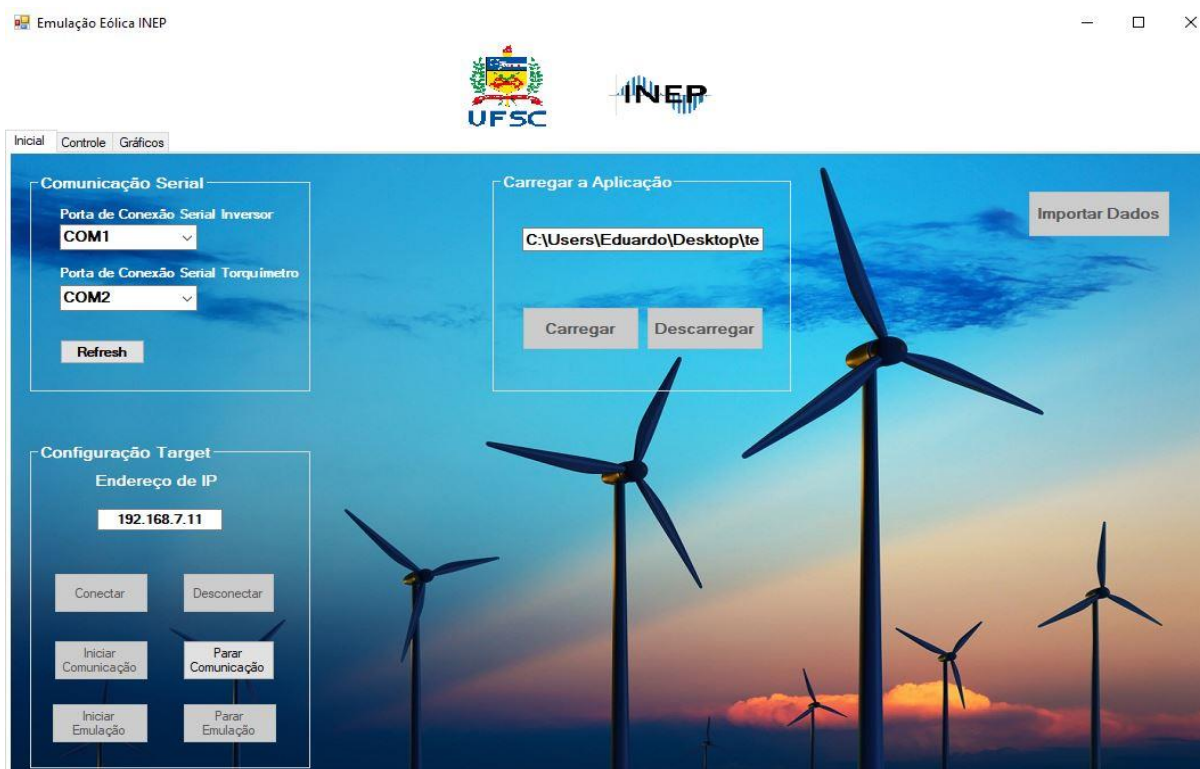 Emulação Eólica INEP
UFSC
INEP
Inicial Controle Gráficos
Comunicação Serial
Porta de Conexão Serial Inversor
COM1
Porta de Conexão Serial Torquímetro
COM2
Refresh
Carregar a Aplicação
C:\Users\Eduardo\Desktop\te
Carregar Descarregar
Importar Dados
Configuração Target
Endereço de IP
192.168.7.11
Conectar Desconectar
Iniciar
Comunicação
Parar
Comunicação
Iniciar
Emulação
Parar
Emulação